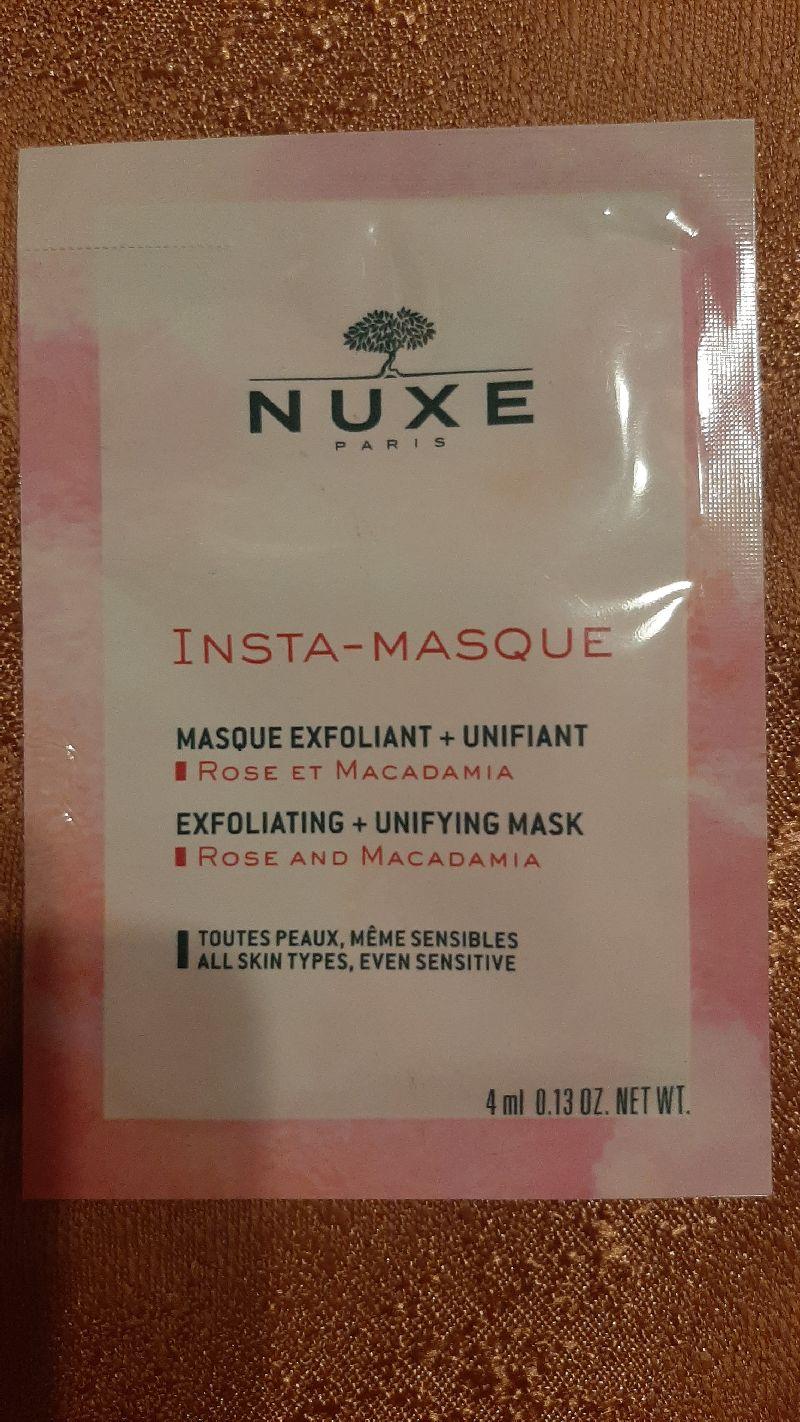 NUXE
PARIS
INSTA-MASQUE
MASQUE EXFOLIANT + UNIFIANT
ROSE ET MACADAMIA
EXFOLIATING + UNIFYING MASK
ROSE AND MACADAMIA
TOUTES PEAUX, MÊME SENSIBLES
ALL SKIN TYPES, EVEN SENSITIVE
4 ml 0.13 OZ. NET WT.